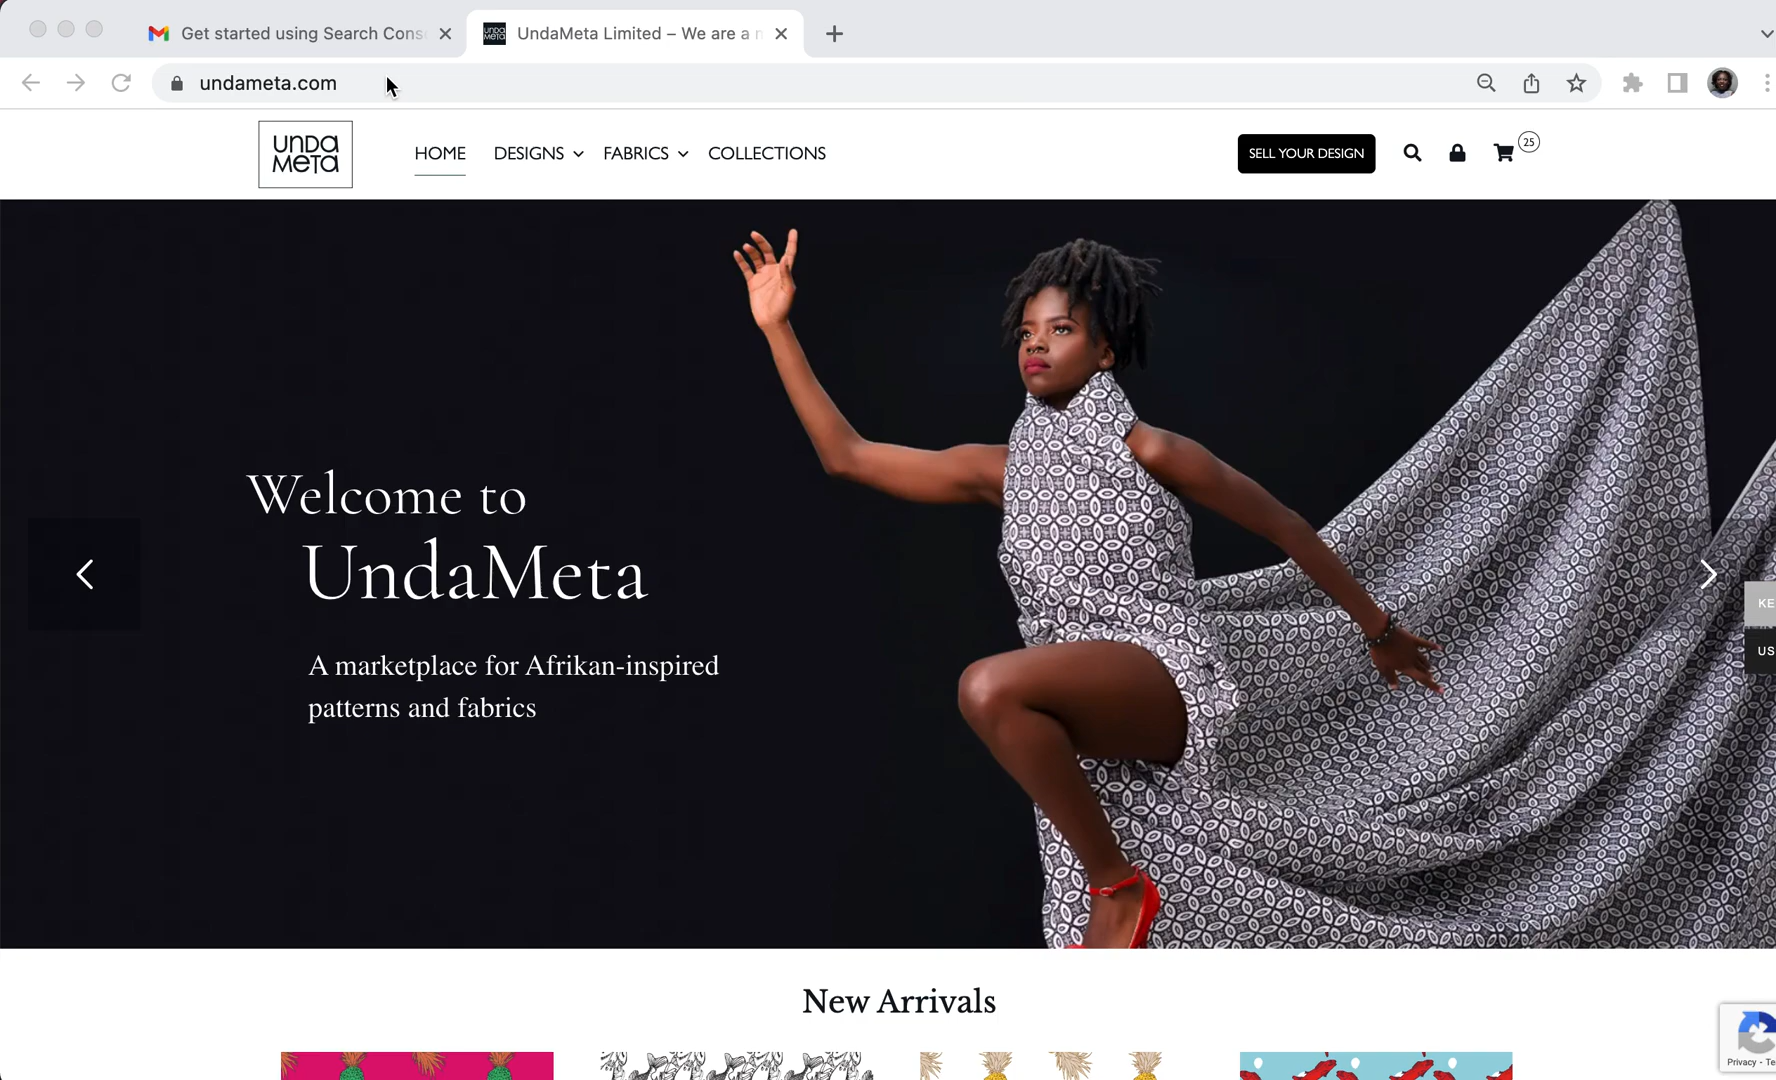 Get started using Search Cons
UndaMeta Limited – We are a
undameta.com
UNDA
META
HOME
DESIGNS
FABRICS
COLLECTIONS
SELL YOUR DESIGN
25
Welcome to
UndaMeta
A marketplace for Afrikan-inspired
patterns and fabrics
KE
US
New Arrivals
Privacy - Te